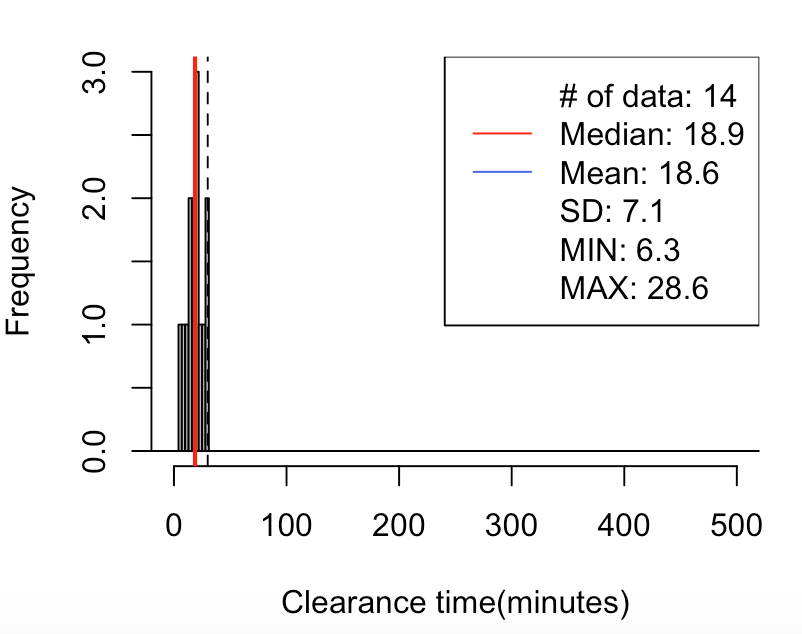 # of data: 14
Median: 18.9
Mean: 18.6
SD: 7.1
MIN: 6.3
MAX: 28.6
Frequency
3.0
2.0
1.0
0.0
0 100 200 300 400 500
Clearance time(minutes)